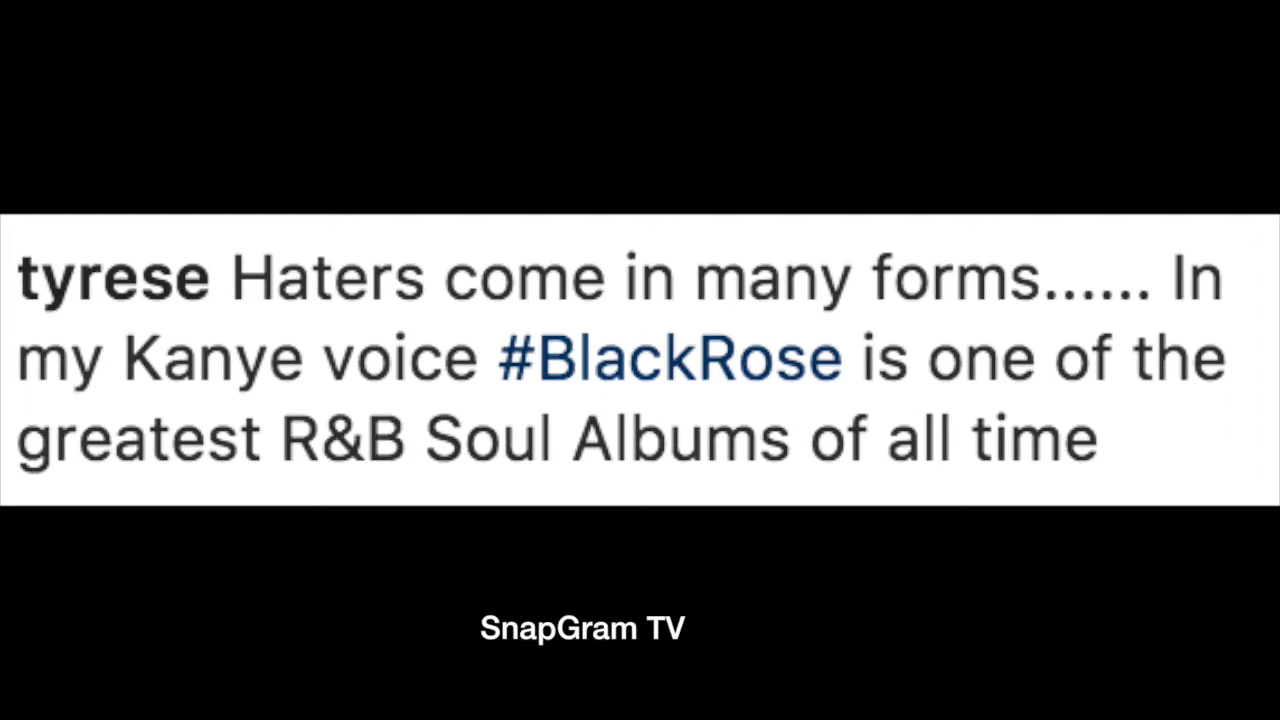 tyrese Haters come in many forms...... In
my Kanye voice #BlackRose is one of the
greatest R&B Soul Albums of all time
SnapGram TV